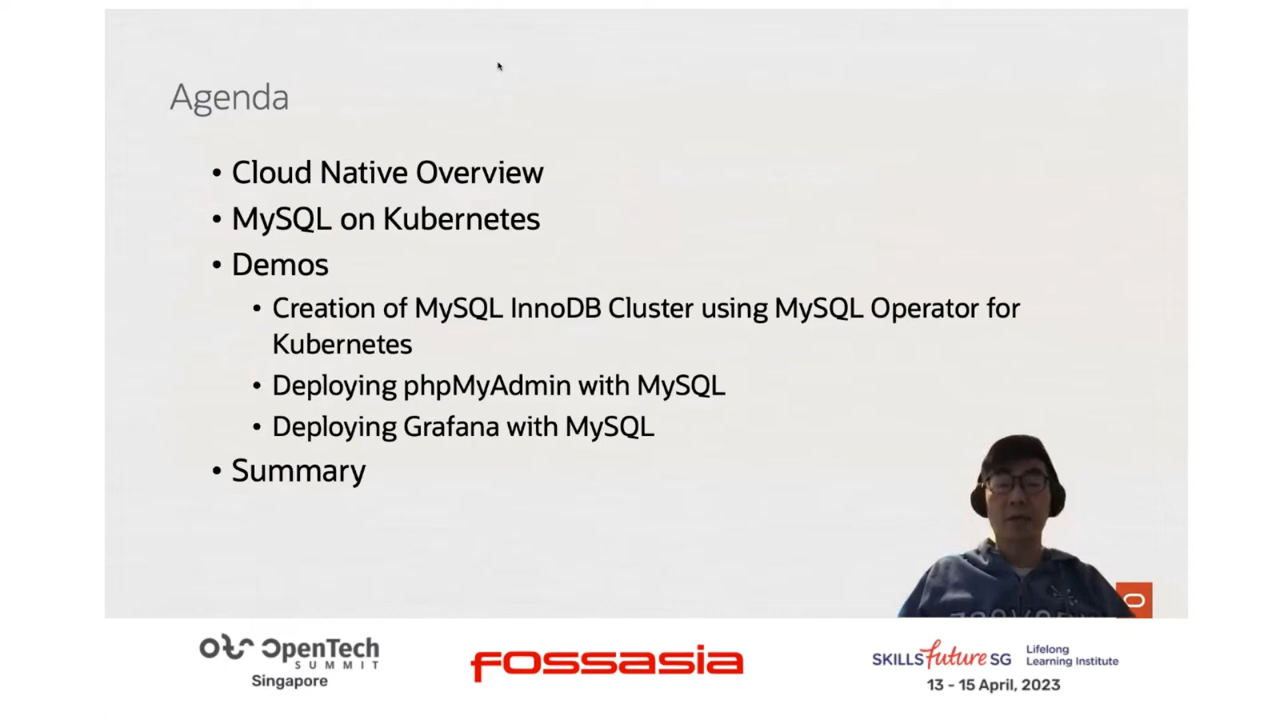 Agenda
• Cloud Native Overview
• MySQL on Kubernetes
• Demos
• Creation of MySQL InnoDB Cluster using MySQL Operator for
Kubernetes
• Deploying phpMyAdmin with MySQL
• Deploying Grafana with MySQL
• Summary
OpenTech
SUMMIT
Singapore
fossasia
SKILLS future SG
Lifelong
Learning Institute
13 - 15 April, 2023